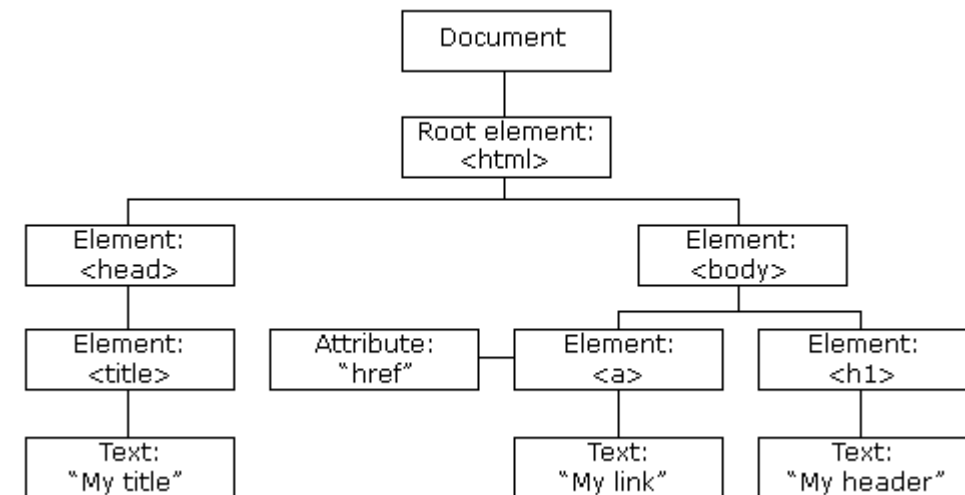 Document
Root element:
<html>
Element:
<head>
Element:
<body>
Element:
<title>
Attribute:
“href”
Element:
<a>
Element:
<h1>
Text:
“My title”
Text:
“My link”
Text:
“My header”